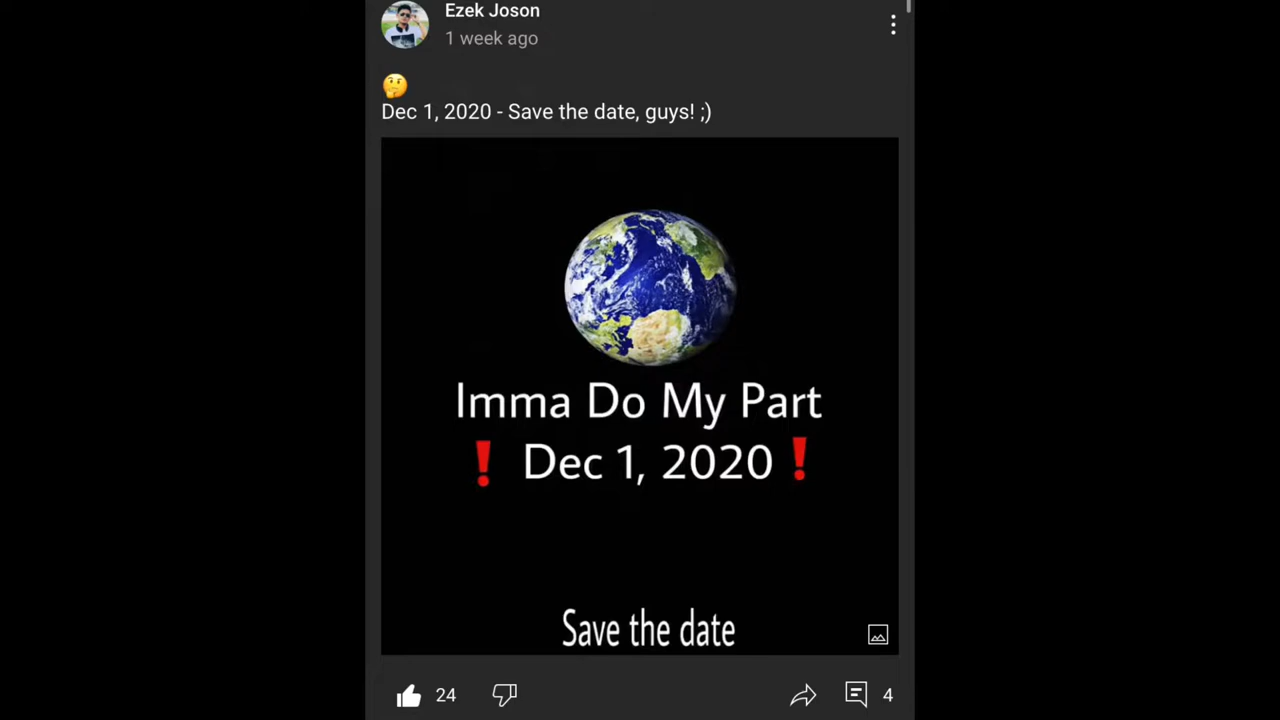 Ezek Joson
1 week ago
🤔
Dec 1, 2020 - Save the date, guys! ;)
Imma Do My Part
❗ Dec 1, 2020❗
Save the date
24
4